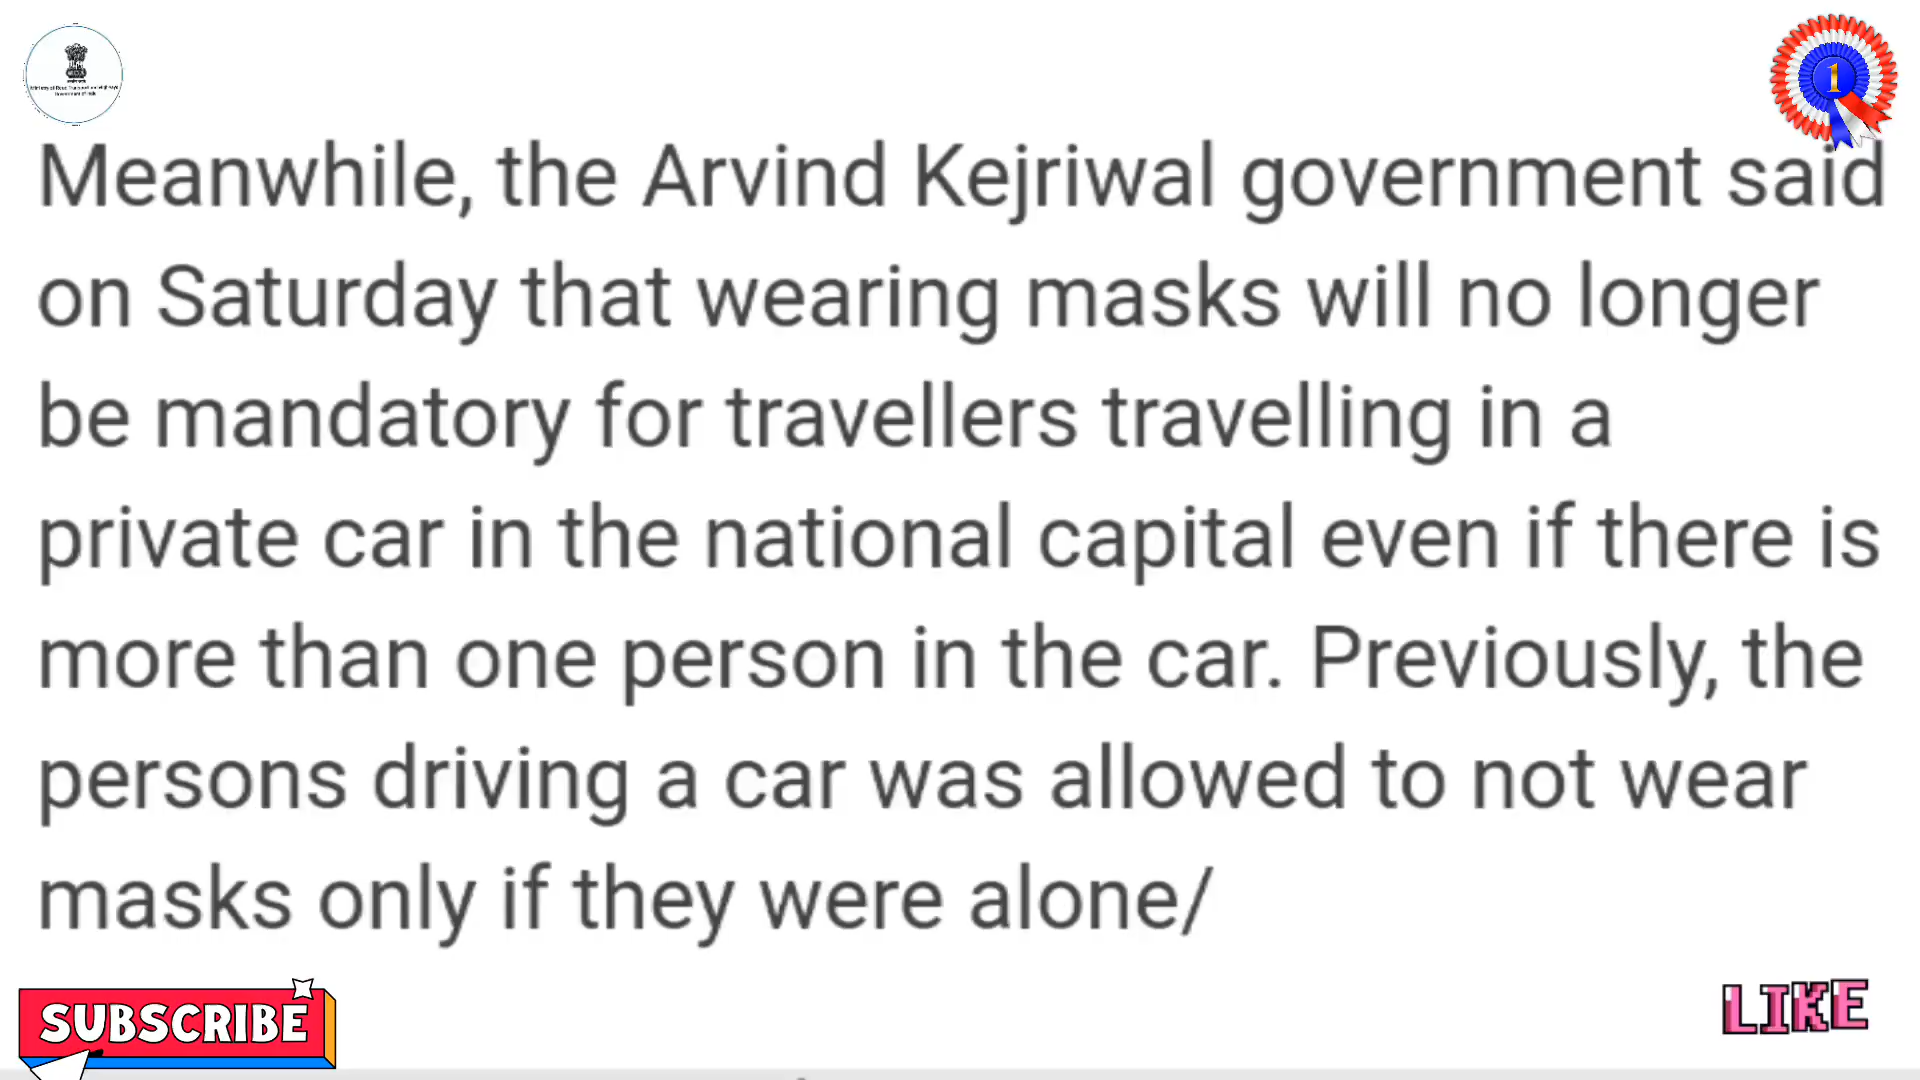 1
Meanwhile, the Arvind Kejriwal government said
on Saturday that wearing masks will no longer
be mandatory for travellers travelling in a
private car in the national capital even if there is
more than one person in the car. Previously, the
persons driving a car was allowed to not wear
masks only if they were alone/
SUBSCRIBE
LIKE